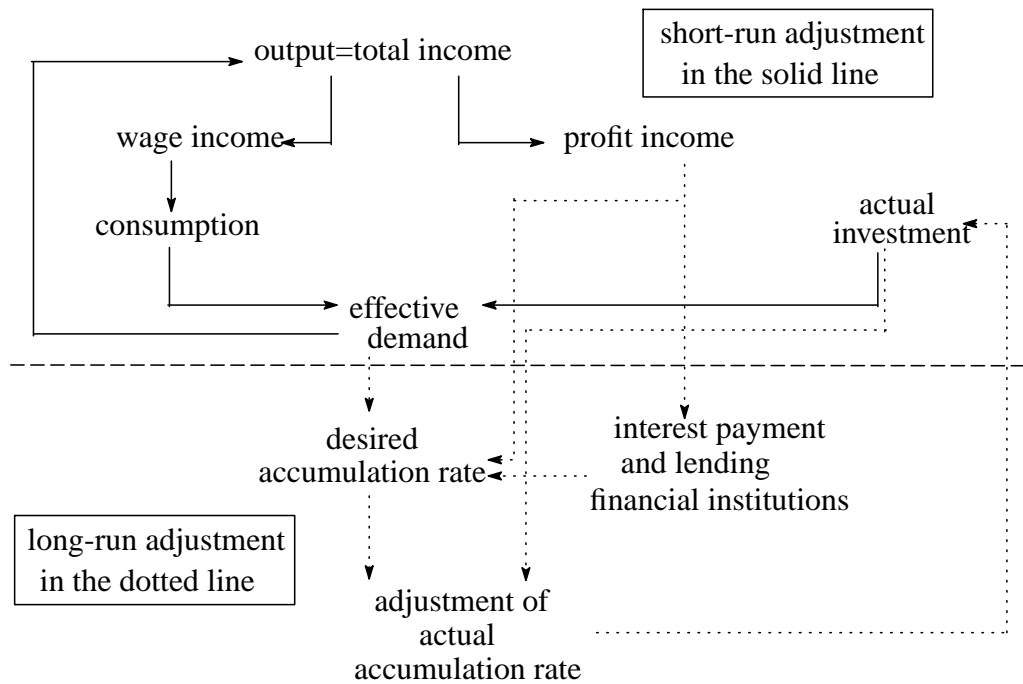 output=total income
short-run adjustment
in the solid line
wage income
profit income
consumption
actual
investment
effective
demand
desired
accumulation rate
interest payment
and lending
financial institutions
long-run adjustment
in the dotted line
adjustment of
actual
accumulation rate